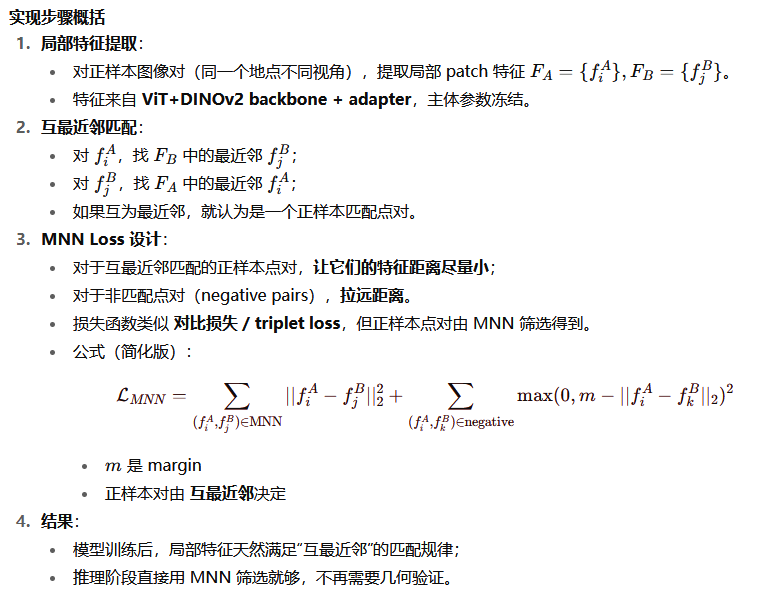 实现步骤概括
1. 局部特征提取：
• 对正样本图像对（同一个地点不同视角），提取局部 patch 特征 F_A = {f_i^A}, F_B = {f_j^B}。
• 特征来自 ViT+DINOv2 backbone + adapter，主体参数冻结。
2. 互最近邻匹配：
• 对 f_i^A，找 F_B 中的最近邻 f_j^B；
• 对 f_j^B，找 F_A 中的最近邻 f_i^A；
• 如果互为最近邻，就认为是一个正样本匹配点对。
3. MNN Loss 设计：
• 对于互最近邻匹配的正样本点对，让它们的特征距离尽量小；
• 对于非匹配点对（negative pairs），拉远距离。
• 损失函数类似 对比损失 / triplet loss，但正样本点对由 MNN 筛选得到。
• 公式（简化版）：
L_{MNN} = ∑_{(f_i^A, f_j^B)∈MNN} ||f_i^A − f_j^B||_2^2 + ∑_{(f_i^A, f_k^B)∈negative} max(0, m − ||f_i^A − f_k^B||_2)^2
• m 是 margin
• 正样本对由 互最近邻决定
4. 结果：
• 模型训练后，局部特征天然满足“互最近邻”的匹配规律；
• 推理阶段直接用 MNN 筛选就够，不再需要几何验证。